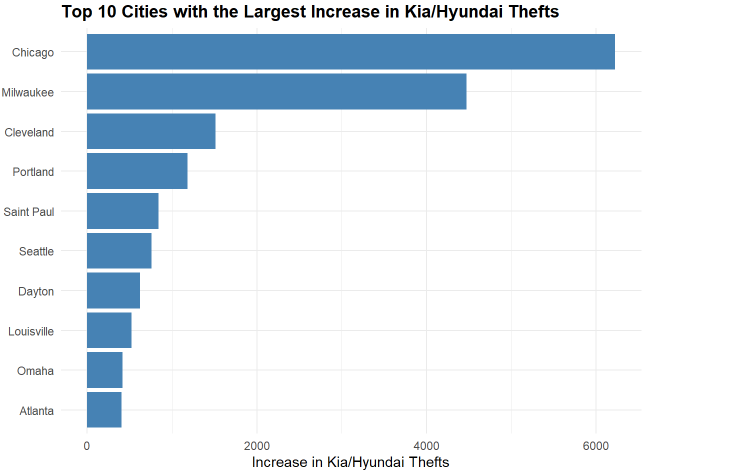 Top 10 Cities with the Largest Increase in Kia/Hyundai Thefts
Chicago
Milwaukee
Cleveland
Portland
Saint Paul
Seattle
Dayton
Louisville
Omaha
Atlanta
0 2000 4000 6000
Increase in Kia/Hyundai Thefts